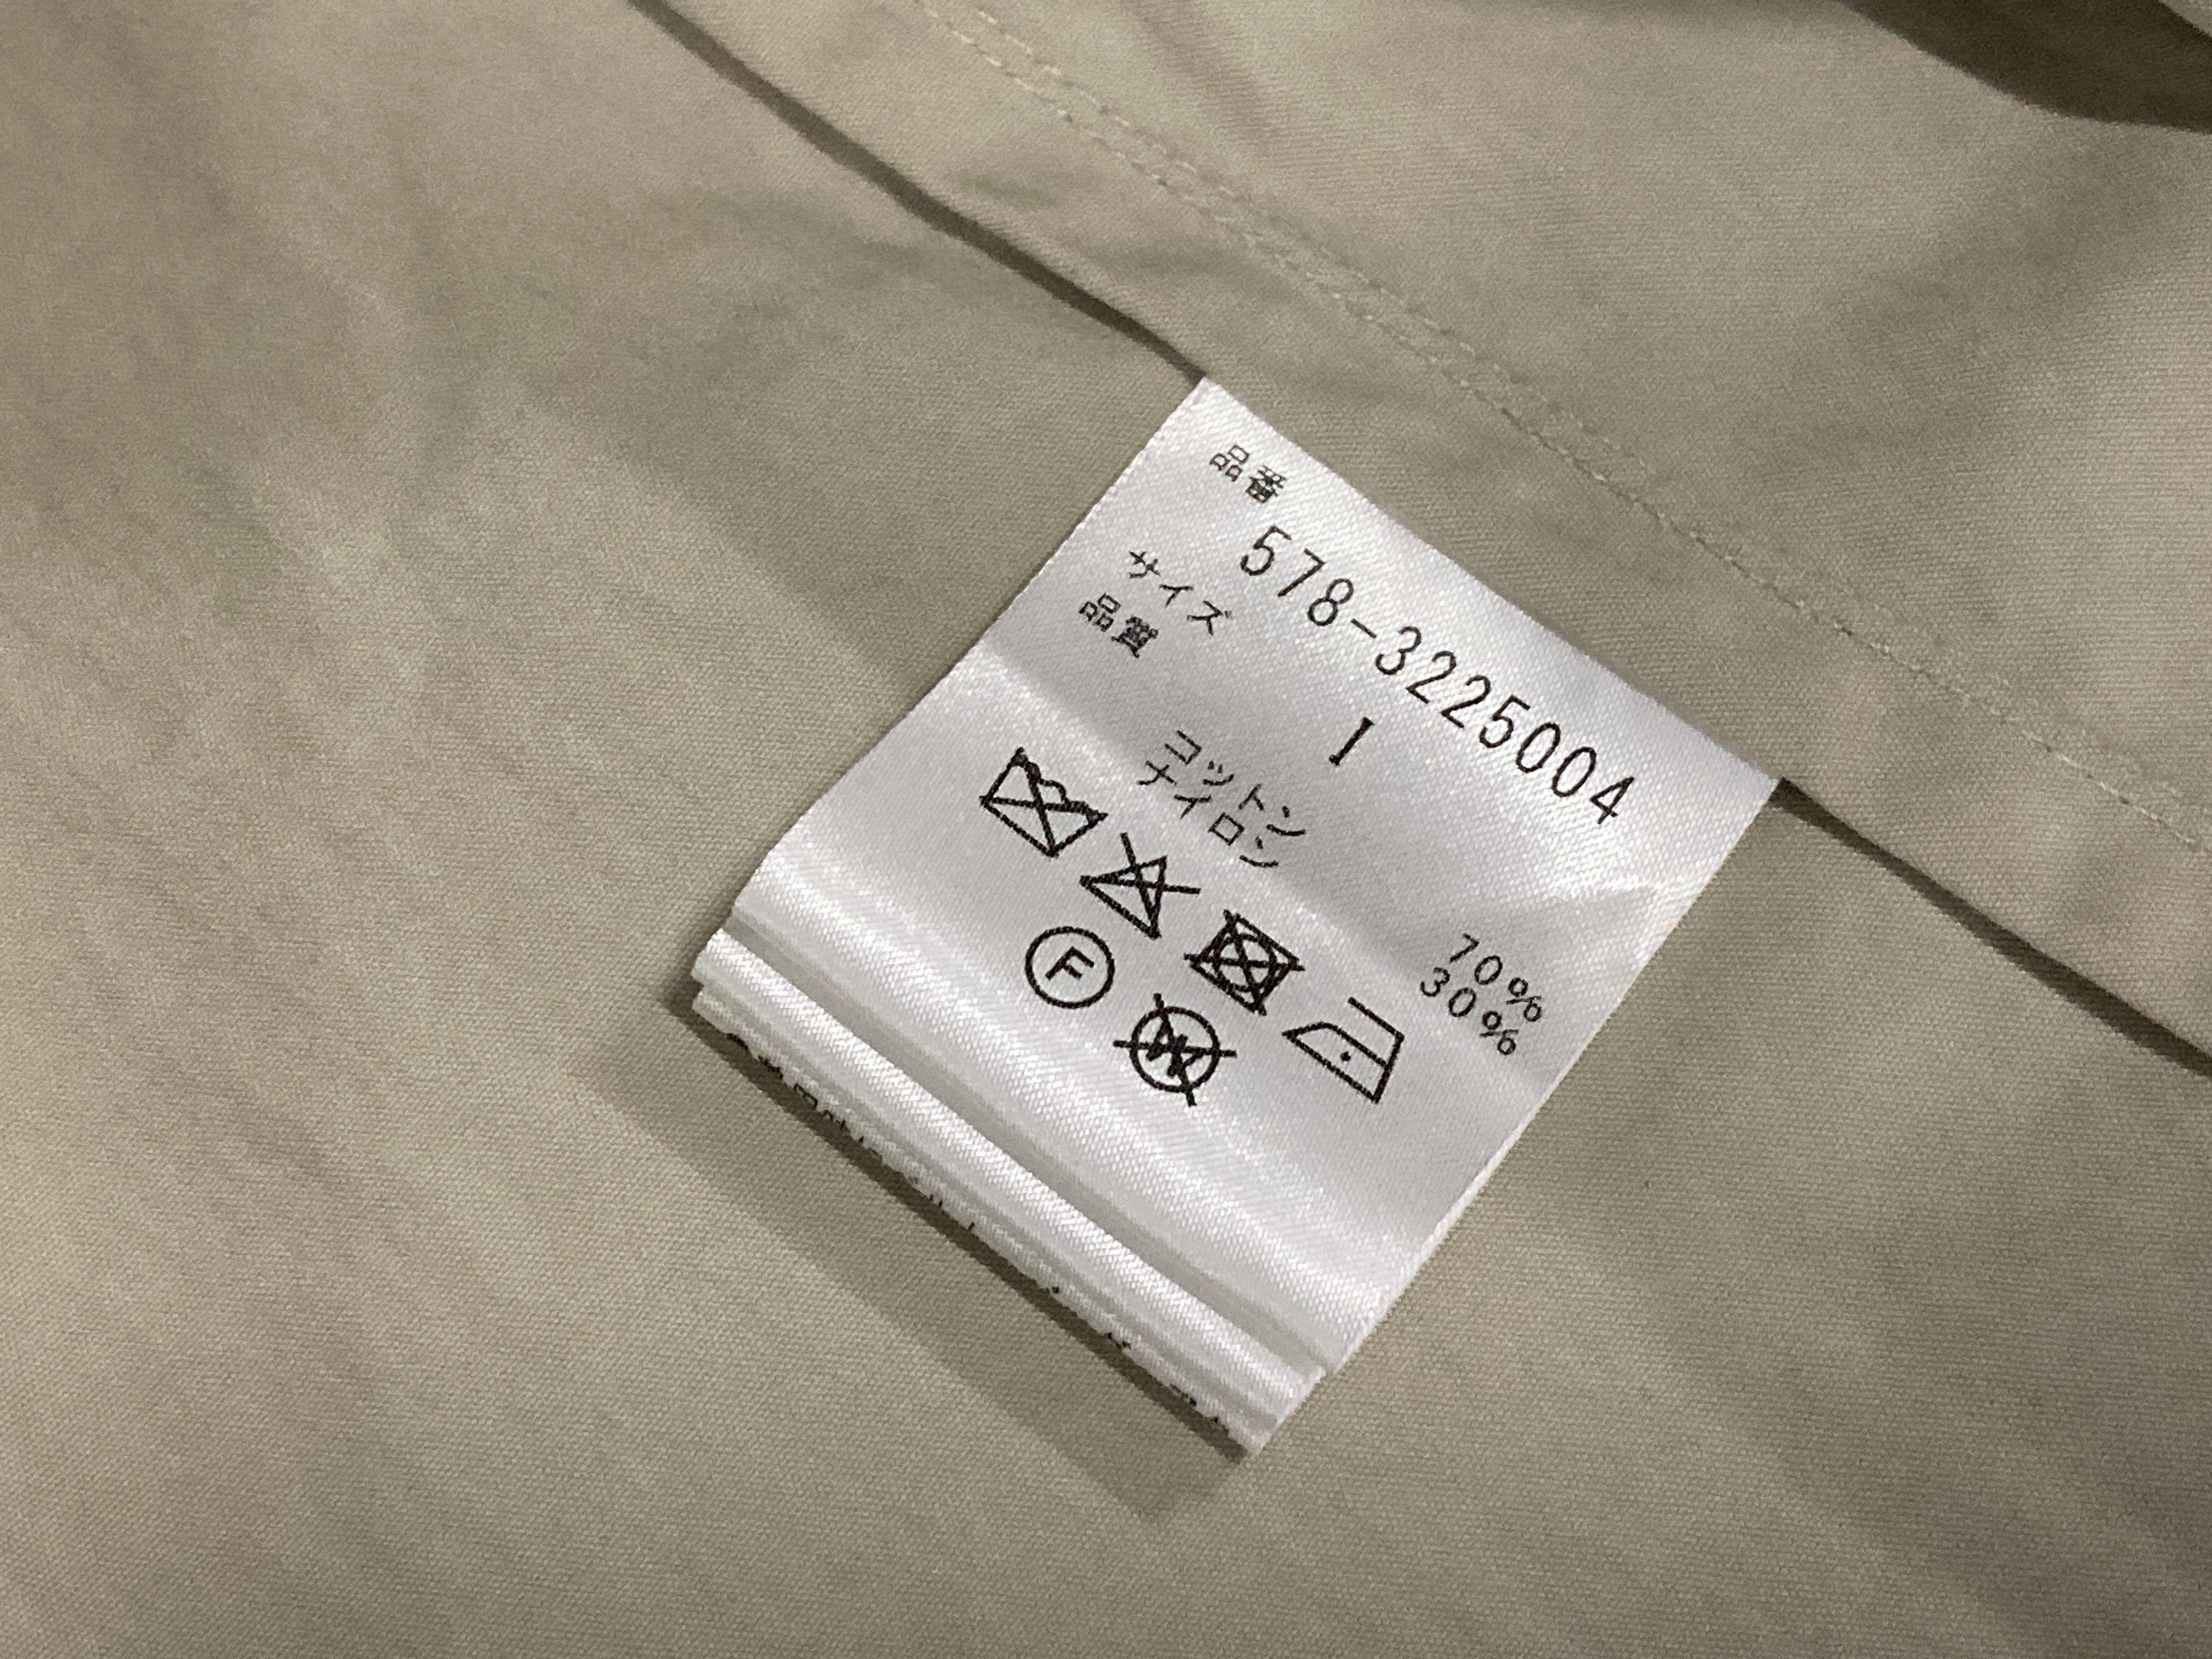 品番
578-3225004
サイズ I
品質
コットン 70%
ナイロン 30%
F
W